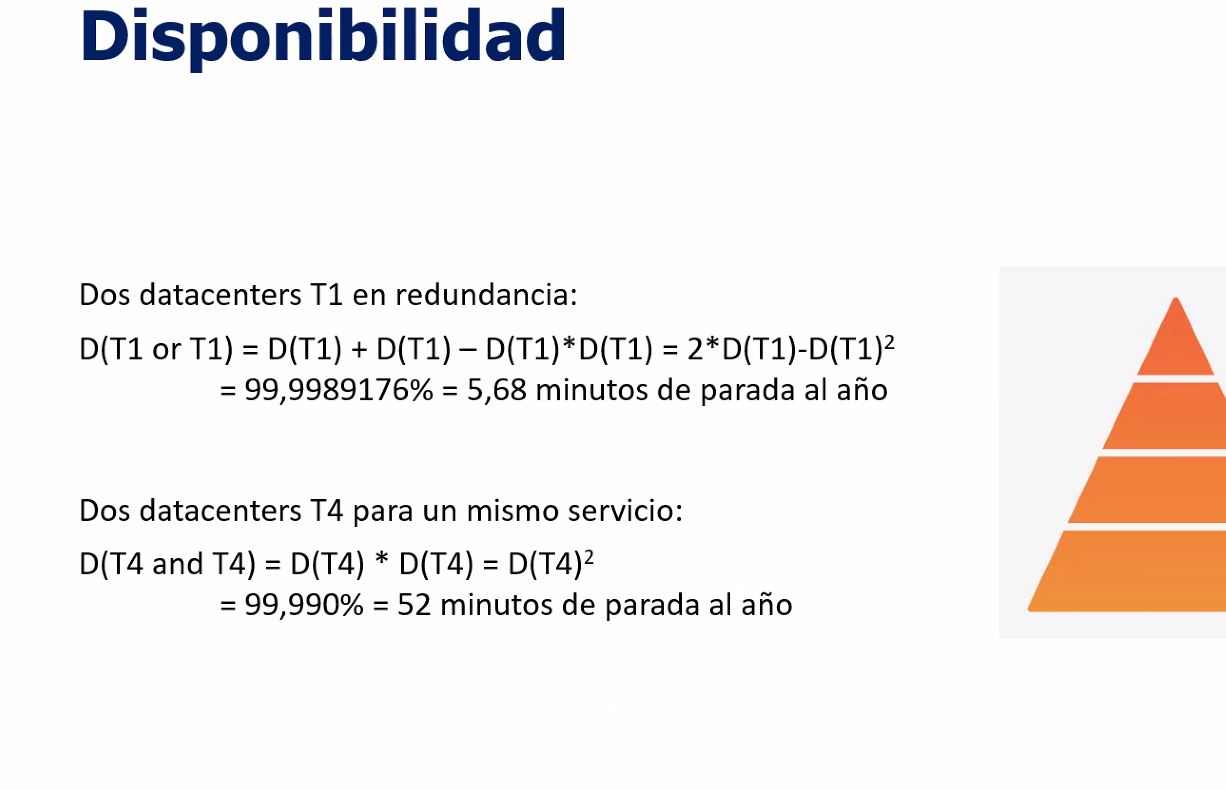 Disponibilidad
Dos datacenters T1 en redundancia:
D(T1 or T1) = D(T1) + D(T1) – D(T1)*D(T1) = 2*D(T1)-D(T1)²
= 99,9989176% = 5,68 minutos de parada al año
Dos datacenters T4 para un mismo servicio:
D(T4 and T4) = D(T4) * D(T4) = D(T4)²
= 99,990% = 52 minutos de parada al año